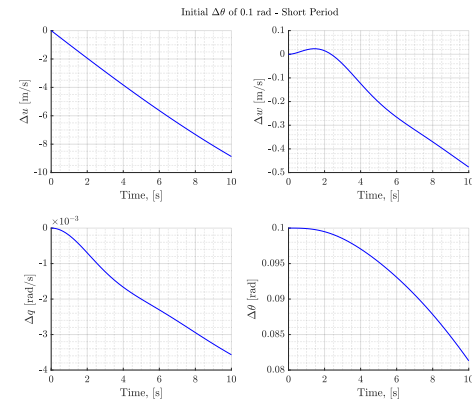 Initial Δθ of 0.1 rad - Short Period
0
-2
-4
-6
-8
-10
Δu [m/s]
0 2 4 6 8 10
Time, [s]
0.1
0
-0.1
-0.2
-0.3
-0.4
-0.5
Δw [m/s]
0 2 4 6 8 10
Time, [s]
×10⁻³
0
-1
-2
-3
-4
Δq [rad/s]
0 2 4 6 8 10
Time, [s]
0.1
0.095
0.09
0.085
0.08
Δθ [rad]
0 2 4 6 8 10
Time, [s]